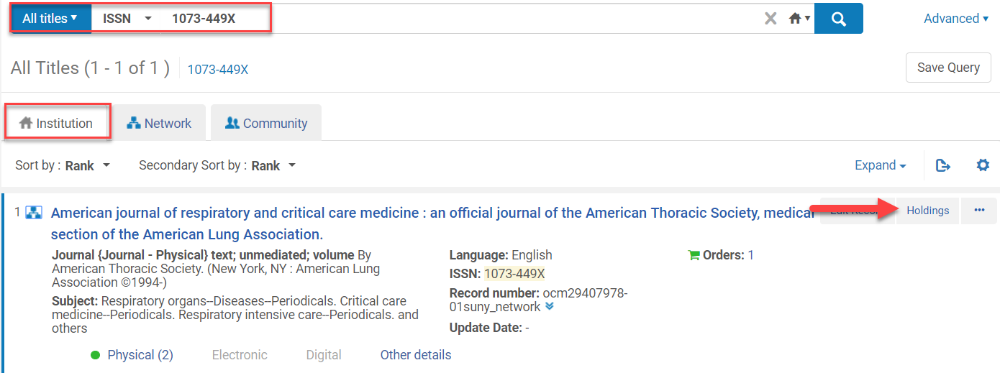 All titles ISSN 1073-449X Advanced
All Titles (1 - 1 of 1 ) 1073-449X Save Query
Institution Network Community
Sort by : Rank Secondary Sort by : Rank Expand
1 American journal of respiratory and critical care medicine : an official journal of the American Thoracic Society, medical Holdings •••
section of the American Lung Association.
Journal {Journal - Physical} text; unmediated; volume By Language: English Orders: 1
American Thoracic Society. (New York, NY : American Lung ISSN: 1073-449X
Association ©1994-) Record number: ocm29407978-
Subject: Respiratory organs--Diseases--Periodicals. Critical care 01suny_network
medicine--Periodicals. Respiratory intensive care--Periodicals. and Update Date: -
others
Physical (2) Electronic Digital Other details